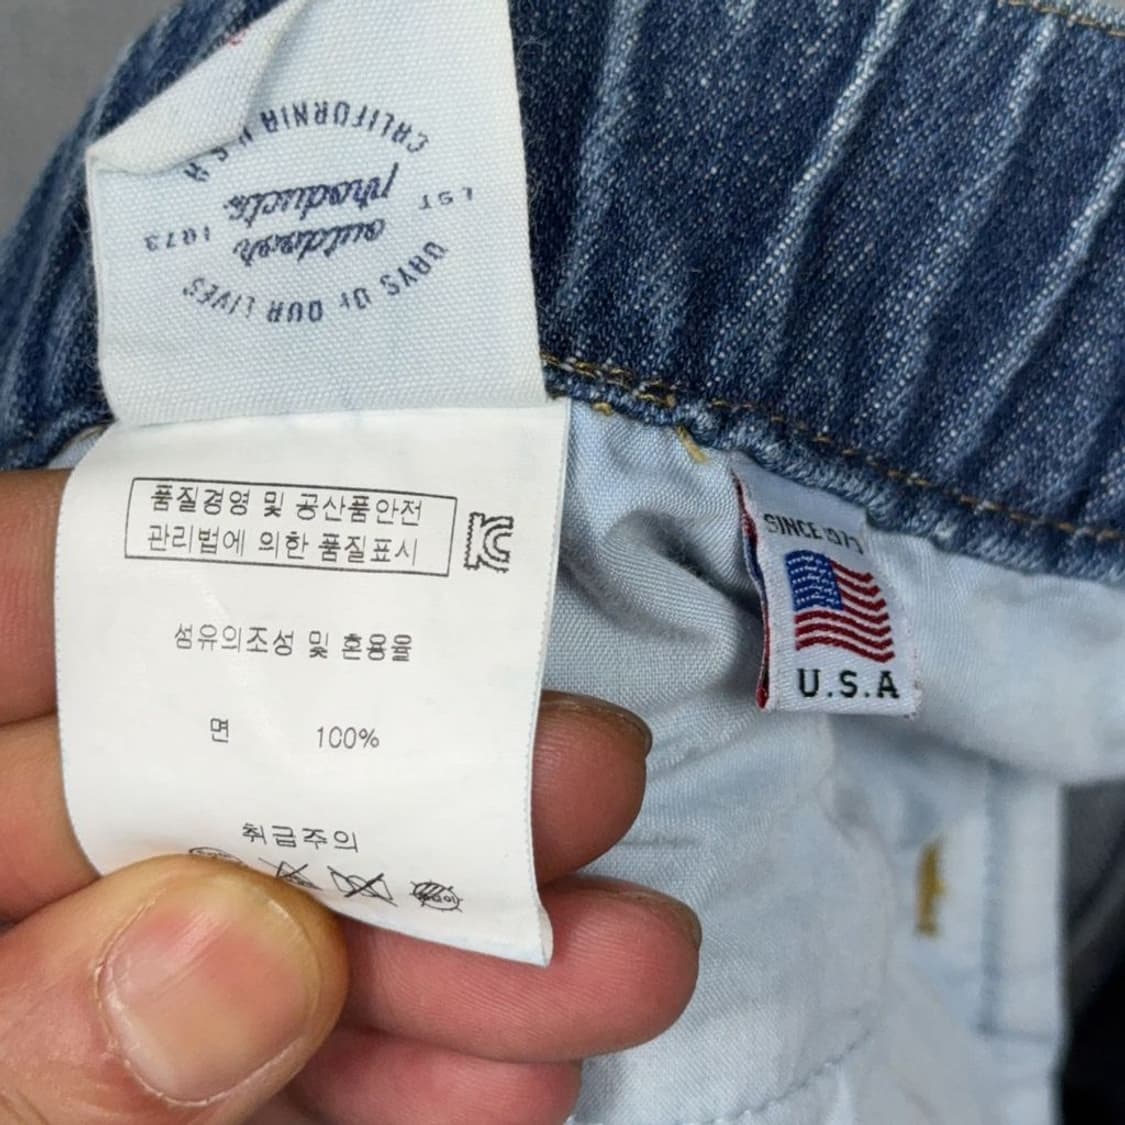 CALIFORNIA U.S.A
outdoor
products
EST 1973
DAYS OF OUR LIVES
품질경영 및 공산품안전
관리법에 의한 품질표시
섬유의조성 및 혼용율
면 100%
취급주의
SINCE 1973
U.S.A